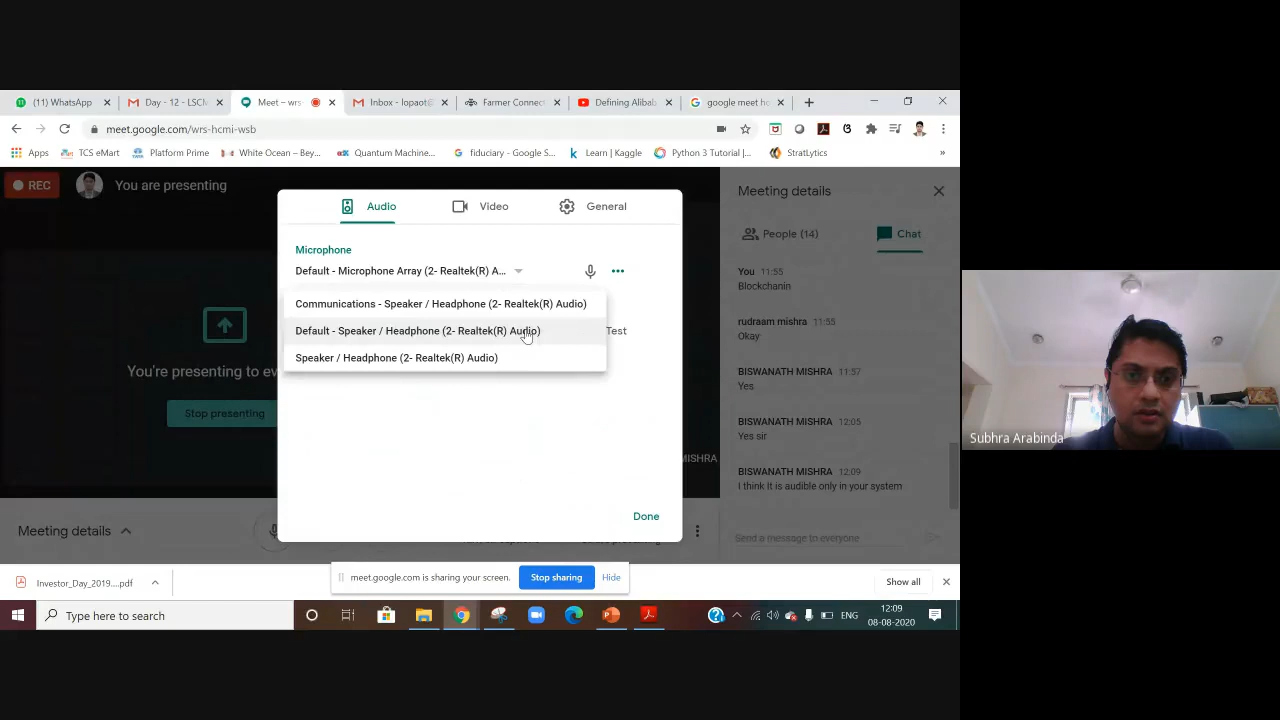 (11) WhatsApp
Day - 12 - LSCM
Meet – wrs-
Inbox - lopaot@
Farmer Connect
Defining Alibab
google meet he
meet.google.com/wrs-hcmi-wsb
Apps
TCS eMart
Platform Prime
White Ocean – Bey...
Quantum Machine...
fiduciary - Google S...
Learn | Kaggle
Python 3 Tutorial |...
StratLytics
»
REC
You are presenting
Audio
Video
General
Microphone
Default - Microphone Array (2- Realtek(R) A...
Communications - Speaker / Headphone (2- Realtek(R) Audio)
Default - Speaker / Headphone (2- Realtek(R) Audio)
Test
Speaker / Headphone (2- Realtek(R) Audio)
Done
You're presenting to ev
Stop presenting
MISHRA
Meeting details
People (14)
Chat
You 11:55
Blockchanin
rudraam mishra 11:55
Okay
BISWANATH MISHRA 11:57
Yes
BISWANATH MISHRA 12:05
Yes sir
BISWANATH MISHRA 12:09
I think It is audible only in your system
Send a message to everyone
Meeting details
Subhra Arabinda
meet.google.com is sharing your screen.
Stop sharing
Hide
Investor_Day_2019....pdf
Show all
Type here to search
ENG
12:09
08-08-2020